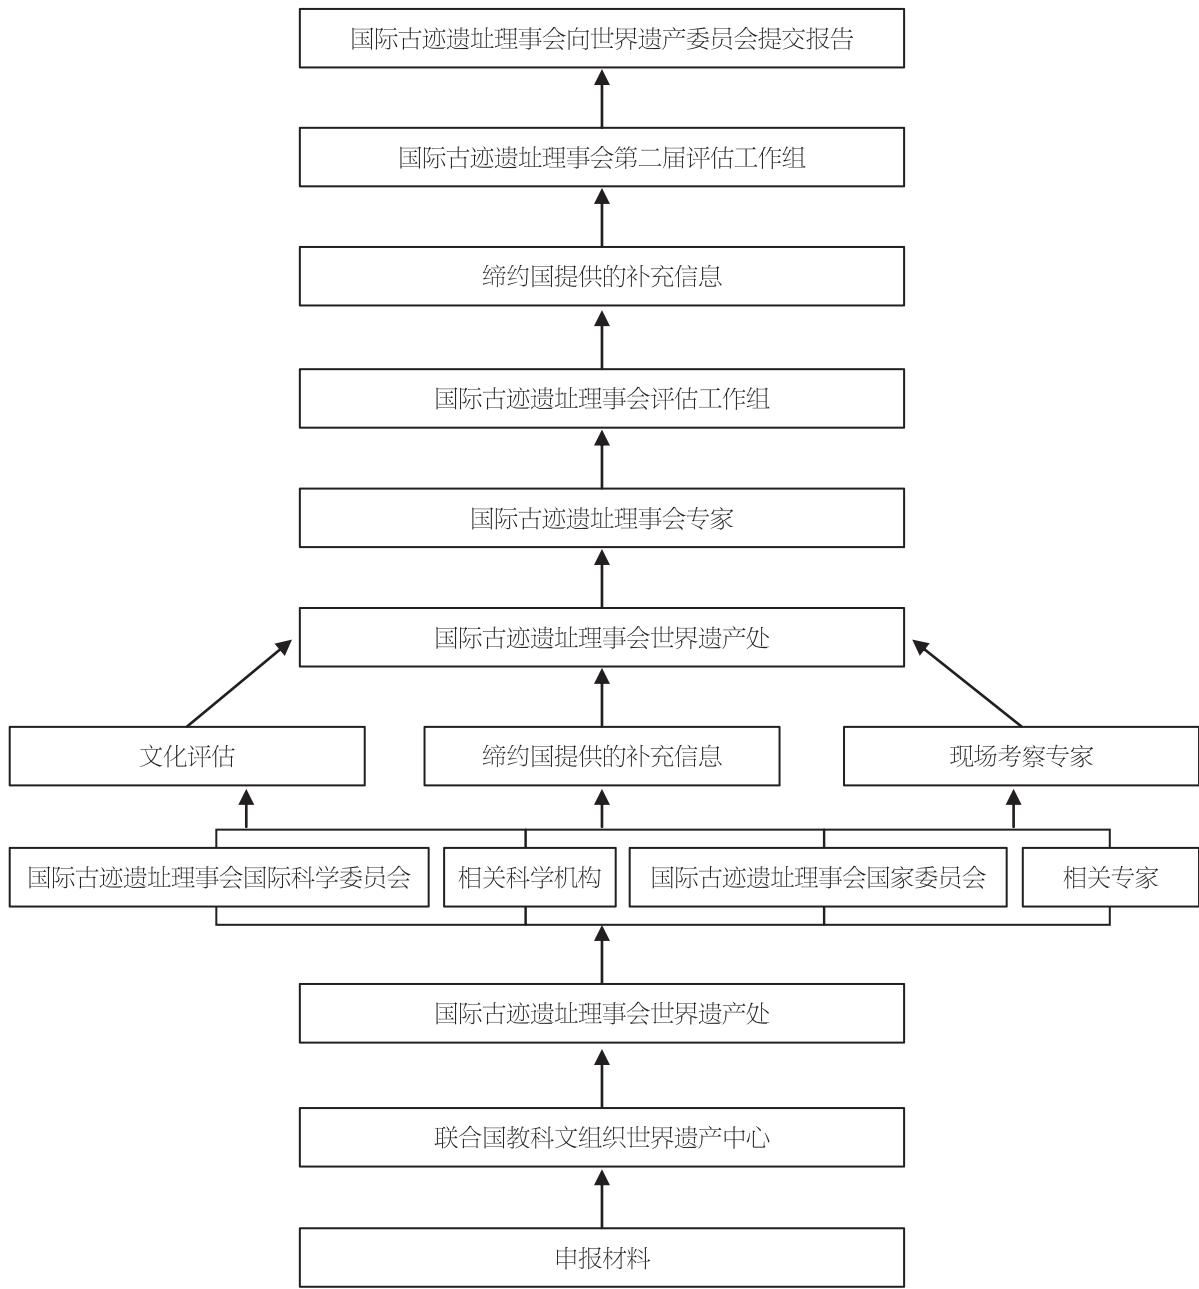 国际古迹遗址理事会向世界遗产委员会提交报告
国际古迹遗址理事会第二届评估工作组
缔约国提供的补充信息
国际古迹遗址理事会评估工作组
国际古迹遗址理事会专家
国际古迹遗址理事会世界遗产处
文化评估
缔约国提供的补充信息
现场考察专家
国际古迹遗址理事会国际科学委员会
相关科学机构
国际古迹遗址理事会国家委员会
相关专家
国际古迹遗址理事会世界遗产处
联合国教科文组织世界遗产中心
申报材料